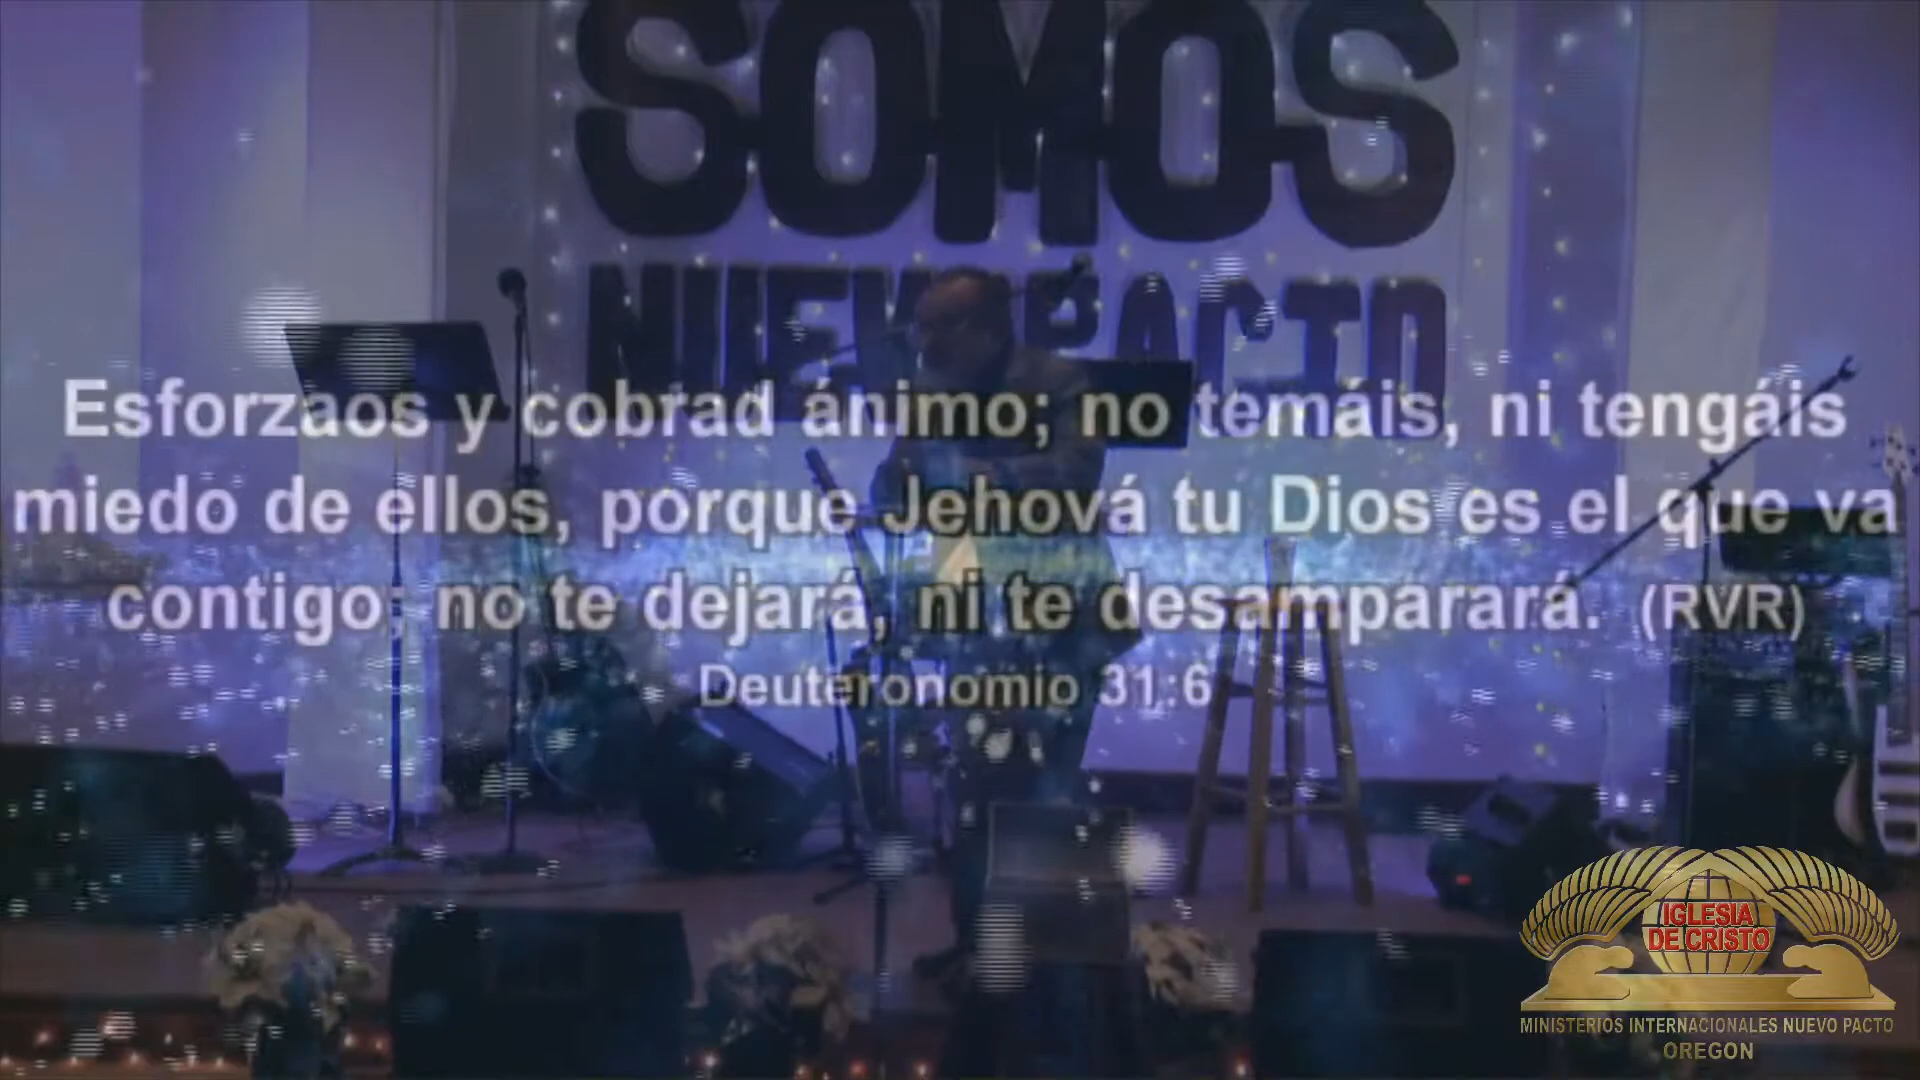 SOMOS
NUEVO PACTO
Esforzaos y cobrad ánimo; no temáis, ni tengáis
miedo de ellos, porque Jehová tu Dios es el que va
contigo; no te dejará, ni te desamparará. (RVR)
Deuteronomio 31:6
IGLESIA
DE CRISTO
MINISTERIOS INTERNACIONALES NUEVO PACTO
OREGON